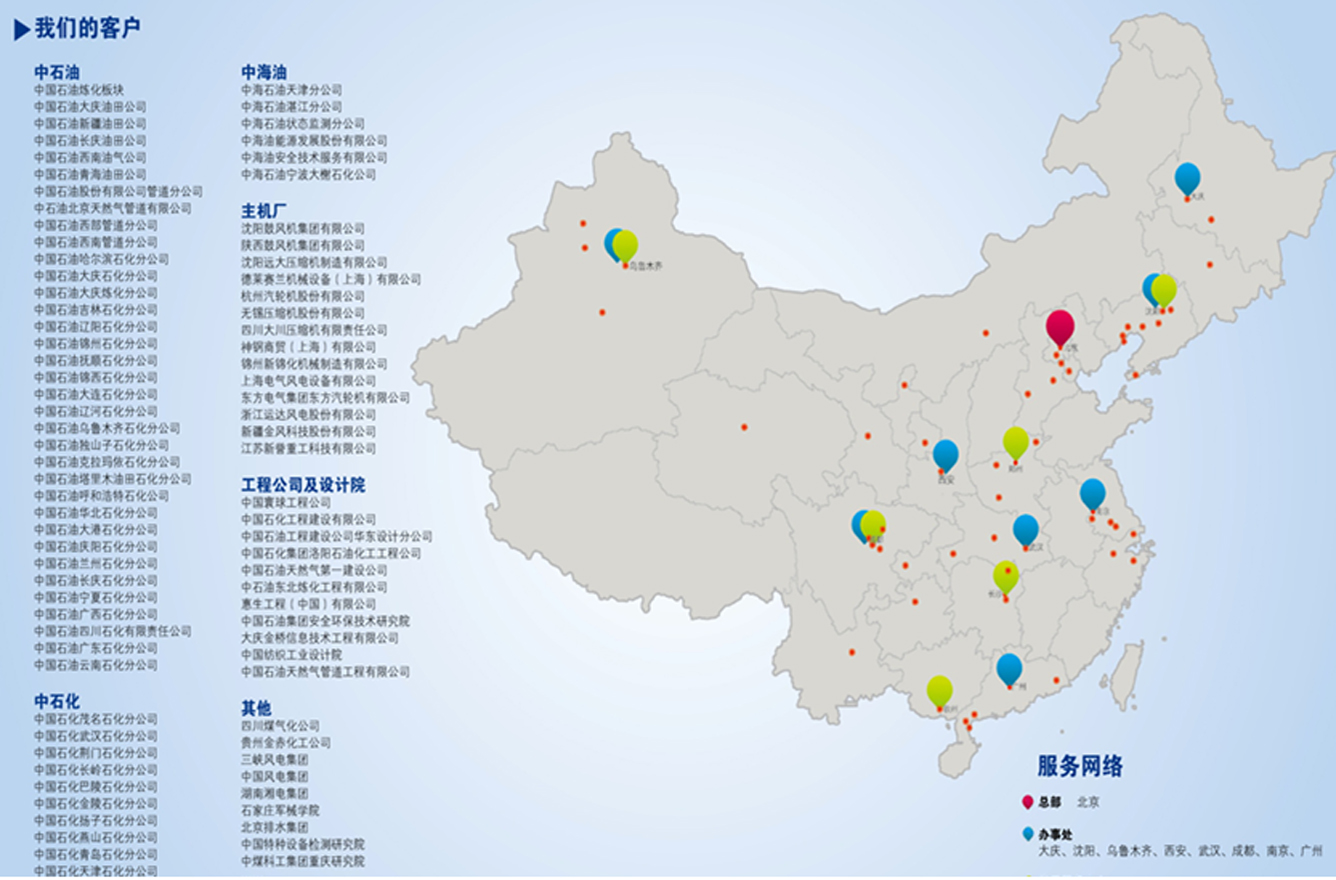 我们的客户
中石油
中国石油炼化板块
中国石油大庆油田公司
中国石油新疆油田公司
中国石油长庆油田公司
中国石油西南油气公司
中国石油青海油田公司
中国石油股份有限公司管道分公司
中石油北京天然气管道有限公司
中国石油西部管道分公司
中国石油西南管道分公司
中国石油哈尔滨石化分公司
中国石油大庆石化分公司
中国石油大庆炼化分公司
中国石油吉林石化分公司
中国石油辽阳石化分公司
中国石油锦州石化分公司
中国石油抚顺石化分公司
中国石油锦西石化分公司
中国石油大连石化分公司
中国石油辽河石化分公司
中国石油乌鲁木齐石化分公司
中国石油独山子石化分公司
中国石油克拉玛依石化分公司
中国石油塔里木油田石化分公司
中国石油呼和浩特石化公司
中国石油华北石化分公司
中国石油大港石化分公司
中国石油庆阳石化分公司
中国石油兰州石化分公司
中国石油长庆石化分公司
中国石油宁夏石化分公司
中国石油广西石化分公司
中国石油四川石化有限责任公司
中国石油广东石化分公司
中国石油云南石化分公司
中石化
中国石化茂名石化分公司
中国石化武汉石化分公司
中国石化荆门石化分公司
中国石化长岭石化分公司
中国石化巴陵石化分公司
中国石化金陵石化分公司
中国石化扬子石化分公司
中国石化燕山石化分公司
中国石化青岛石化分公司
中国石化天津石化分公司
中海油
中海石油天津分公司
中海石油湛江分公司
中海石油状态监测分公司
中海油能源发展股份有限公司
中海油安全技术服务有限公司
中海石油宁波大榭石化公司
主机厂
沈阳鼓风机集团有限公司
陕西鼓风机集团有限公司
沈阳远大压缩机制造有限公司
德莱赛兰机械设备（上海）有限公司
杭州汽轮机股份有限公司
无锡压缩机股份有限公司
四川大川压缩机有限责任公司
神钢商贸（上海）有限公司
锦州新锦化机械制造有限公司
上海电气风电设备有限公司
东方电气集团东方汽轮机有限公司
浙江运达风电股份有限公司
新疆金风科技股份有限公司
江苏新誉重工科技有限公司
工程公司及设计院
中国寰球工程公司
中国石化工程建设有限公司
中国石油工程建设公司华东设计分公司
中国石化集团洛阳石油化工工程公司
中国石油天然气第一建设公司
中石油东北炼化工程有限公司
惠生工程（中国）有限公司
中国石油集团安全环保技术研究院
大庆金桥信息技术工程有限公司
中国纺织工业设计院
中国石油天然气管道工程有限公司
其他
四川煤气化公司
贵州金赤化工公司
三峡风电集团
中国风电集团
湖南湘电集团
石家庄军械学院
北京排水集团
中国特种设备检测研究院
中煤科工集团重庆研究院
大庆
乌鲁木齐
沈阳
西安
武汉
长沙
广州
服务网络
总部 北京
办事处
大庆、沈阳、乌鲁木齐、西安、武汉、成都、南京、广州